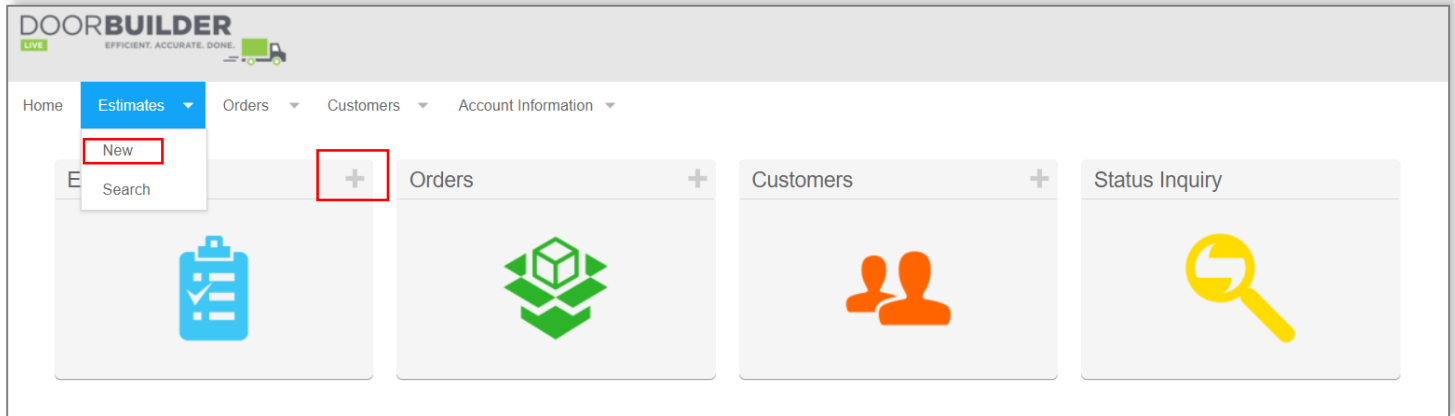 DOORBUILDER
LIVE EFFICIENT. ACCURATE. DONE.
Home Estimates Orders Customers Account Information
New
Search
E
Orders
Customers
Status Inquiry